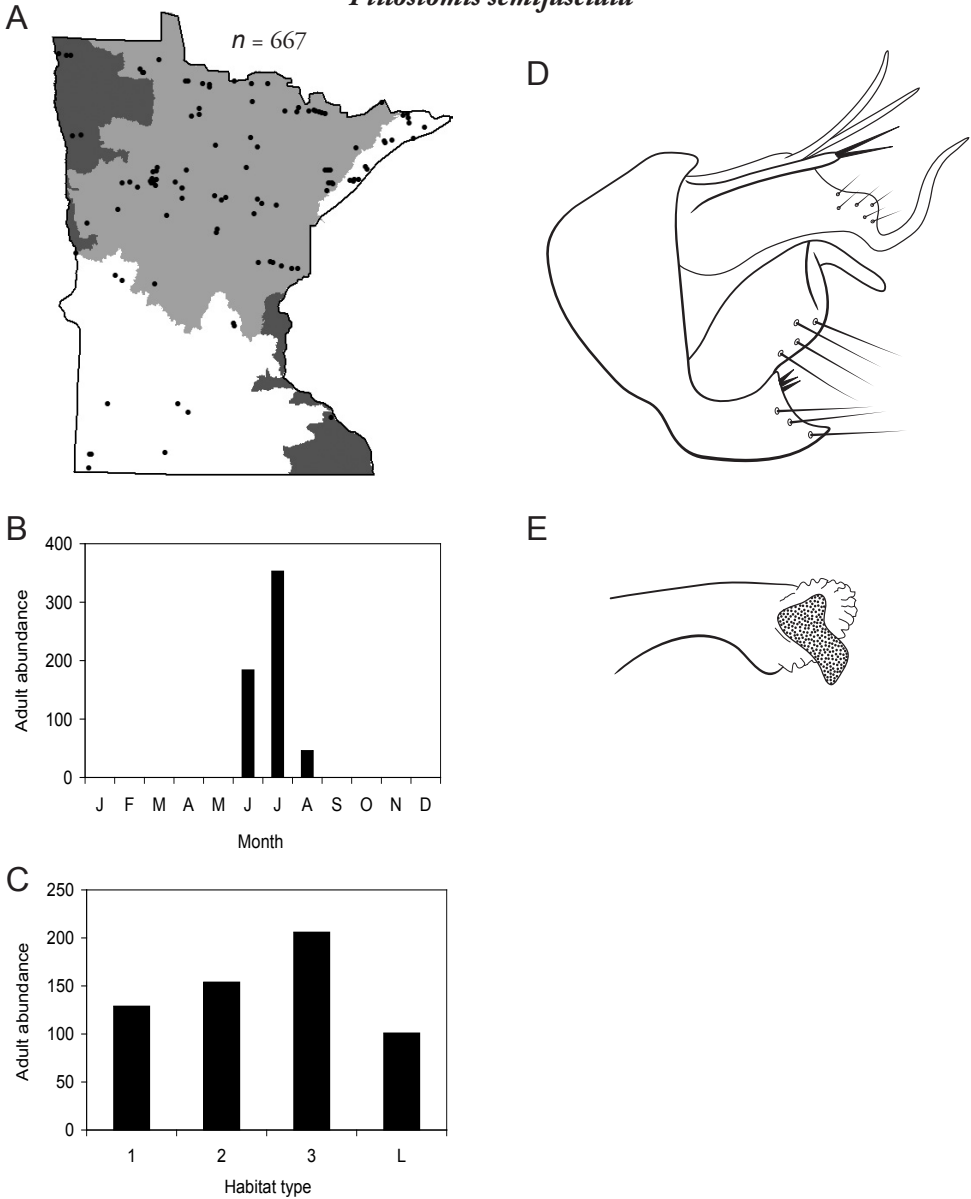 Ptilostomis semifasciata
A
n = 667
D
B
400
300
200
100
0
Adult abundance
J F M A M J J A S O N D
Month
E
C
250
200
150
100
50
0
Adult abundance
1 2 3 L
Habitat type